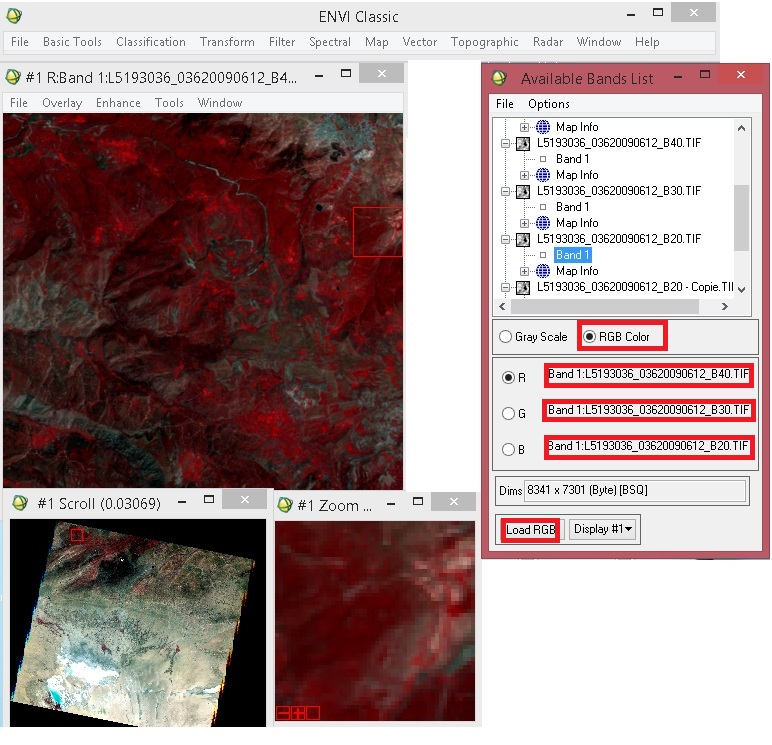 ENVI Classic
File Basic Tools Classification Transform Filter Spectral Map Vector Topographic Radar Window Help
#1 R:Band 1:L5193036_03620090612_B4...
File Overlay Enhance Tools Window
#1 Scroll (0.03069)
#1 Zoom ...
Available Bands List
File Options
Map Info
L5193036_03620090612_B40.TIF
Band 1
Map Info
L5193036_03620090612_B30.TIF
Band 1
Map Info
L5193036_03620090612_B20.TIF
Band 1
Map Info
L5193036_03620090612_B20 - Copie.TII
Gray Scale RGB Color
R Band 1:L5193036_03620090612_B40.TIF
G Band 1:L5193036_03620090612_B30.TIF
B Band 1:L5193036_03620090612_B20.TIF
Dims 8341 x 7301 (Byte) [BSQ]
Load RGB Display #1